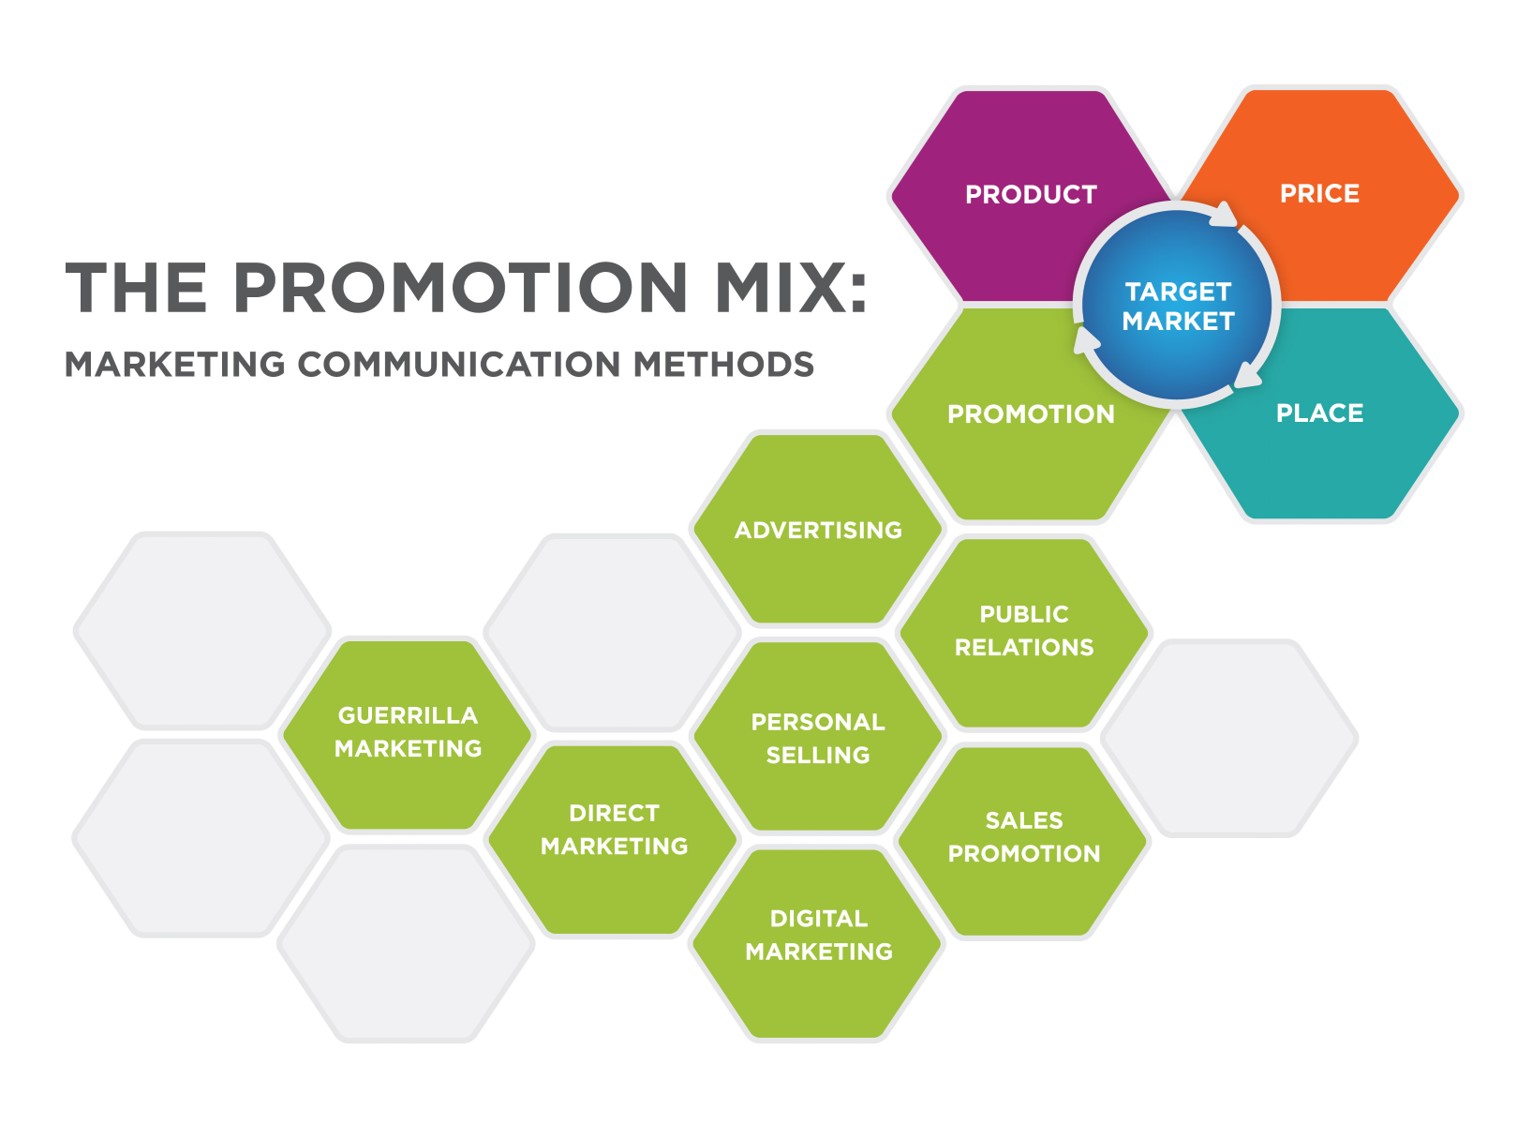 THE PROMOTION MIX:
MARKETING COMMUNICATION METHODS
PRODUCT
PRICE
TARGET
MARKET
PROMOTION
PLACE
ADVERTISING
PUBLIC
RELATIONS
GUERRILLA
MARKETING
PERSONAL
SELLING
DIRECT
MARKETING
SALES
PROMOTION
DIGITAL
MARKETING